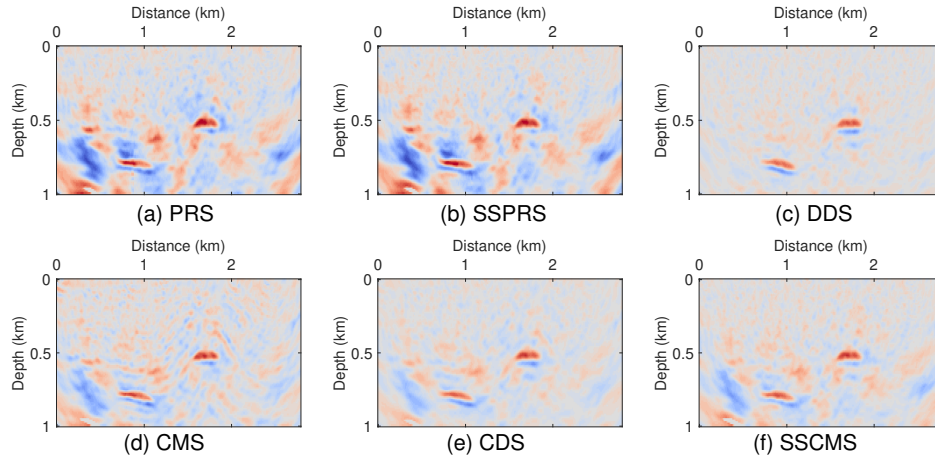 Distance (km) Distance (km) Distance (km)
0 1 2 0 1 2 0 1 2
0 0 0
Depth (km) Depth (km) Depth (km)
0.5 0.5 0.5
1 1 1
(a) PRS (b) SSPRS (c) DDS
Distance (km) Distance (km) Distance (km)
0 1 2 0 1 2 0 1 2
0 0 0
Depth (km) Depth (km) Depth (km)
0.5 0.5 0.5
1 1 1
(d) CMS (e) CDS (f) SSCMS